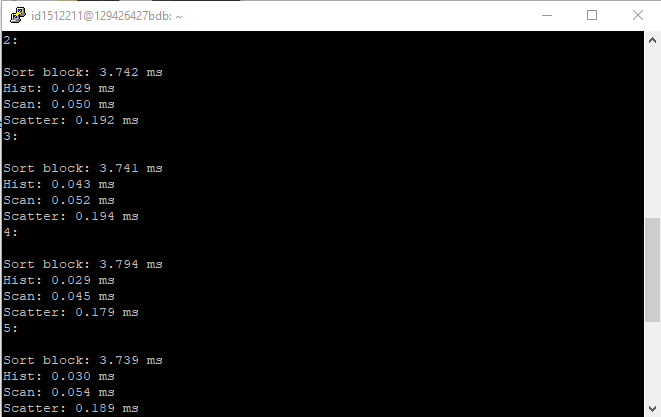 id1512211@129426427bdb: ~
2:
Sort block: 3.742 ms
Hist: 0.029 ms
Scan: 0.050 ms
Scatter: 0.192 ms
3:
Sort block: 3.741 ms
Hist: 0.043 ms
Scan: 0.052 ms
Scatter: 0.194 ms
4:
Sort block: 3.794 ms
Hist: 0.029 ms
Scan: 0.045 ms
Scatter: 0.179 ms
5:
Sort block: 3.739 ms
Hist: 0.030 ms
Scan: 0.054 ms
Scatter: 0.189 ms